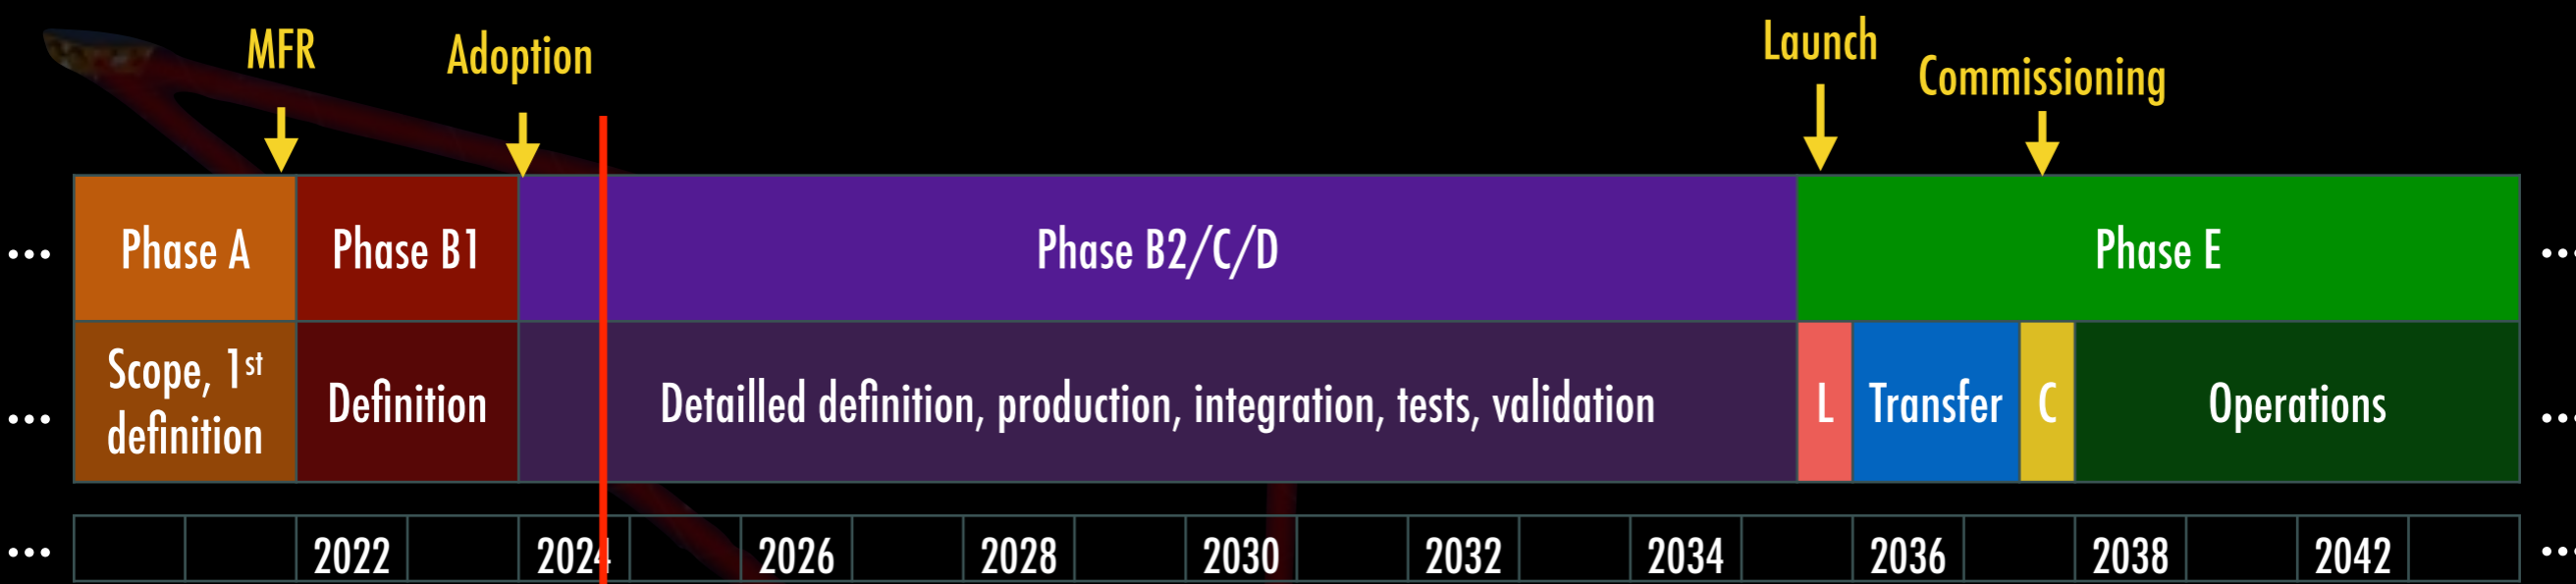 MFR
Adoption
Launch
Commissioning
... Phase A Phase B1 Phase B2/C/D Phase E ...
Scope, 1st
definition
... Definition Detailled definition, production, integration, tests, validation L Transfer C Operations ...
... 2022 2024 2026 2028 2030 2032 2034 2036 2038 2042 ...